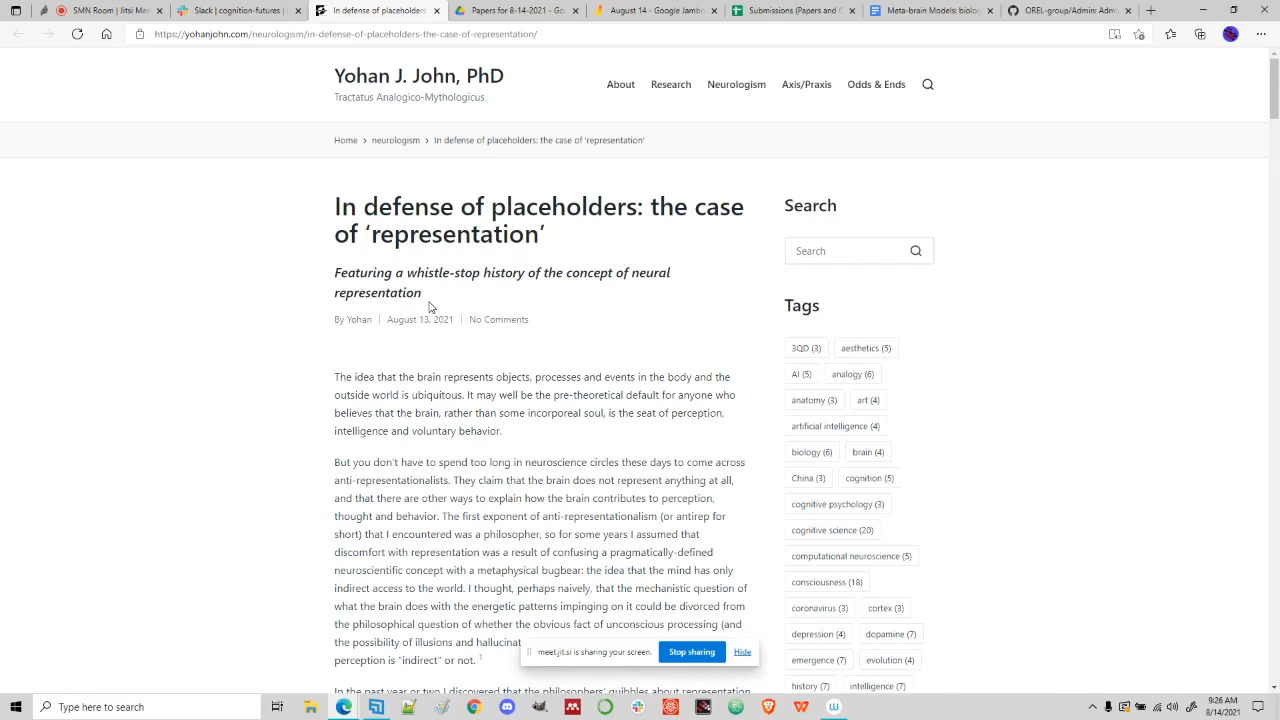 SMN Room | Jitsi Meet
Slack | cognition-futures |
In defense of placeholders: the
Papers for 8-14-2021 - Go
August 14 - Google Jamboa
Papers and Discussions -
Meta-brain Models biolog
OREL-group/Admin: Adm
https://yohanjohn.com/neurologism/in-defense-of-placeholders-the-case-of-representation/
Yohan J. John, PhD
Tractatus Analogico-Mythologicus
About Research Neurologism Axis/Praxis Odds & Ends
Home > neurologism > In defense of placeholders: the case of 'representation'
In defense of placeholders: the case
of ‘representation’
Featuring a whistle-stop history of the concept of neural
representation
By Yohan | August 13, 2021 | No Comments
The idea that the brain represents objects, processes and events in the body and the
outside world is ubiquitous. It may well be the pre-theoretical default for anyone who
believes that the brain, rather than some incorporeal soul, is the seat of perception,
intelligence and voluntary behavior.
But you don’t have to spend too long in neuroscience circles these days to come across
anti-representationalists. They claim that the brain does not represent anything at all,
and that there are other ways to explain how the brain contributes to perception,
thought and behavior. The first exponent of anti-representationalism (or antirep for
short) that I encountered was a philosopher, so for some years I assumed that
discomfort with representation was a result of confusing a pragmatically-defined
neuroscientific concept with a metaphysical bugbear: the idea that the mind has only
indirect access to the world. I thought, perhaps naively, that the mechanistic question of
what the brain does with the energetic patterns impinging on it could be divorced from
the philosophical question of whether the obvious fact of unconscious processing (and
the possibility of illusions and hallucinat
perception is “indirect” or not. 1
In the past year or two I discovered that the philosophers’ quibbles about representation
Search
Search
Tags
3QD (3) aesthetics (5)
AI (5) analogy (6)
anatomy (3) art (4)
artificial intelligence (4)
biology (6) brain (4)
China (3) cognition (5)
cognitive psychology (3)
cognitive science (20)
computational neuroscience (5)
consciousness (18)
coronavirus (3) cortex (3)
depression (4) dopamine (7)
emergence (7) evolution (4)
history (7) intelligence (7)
meet.jit.si is sharing your screen. Stop sharing Hide
Type here to search
9:26 AM
8/14/2021